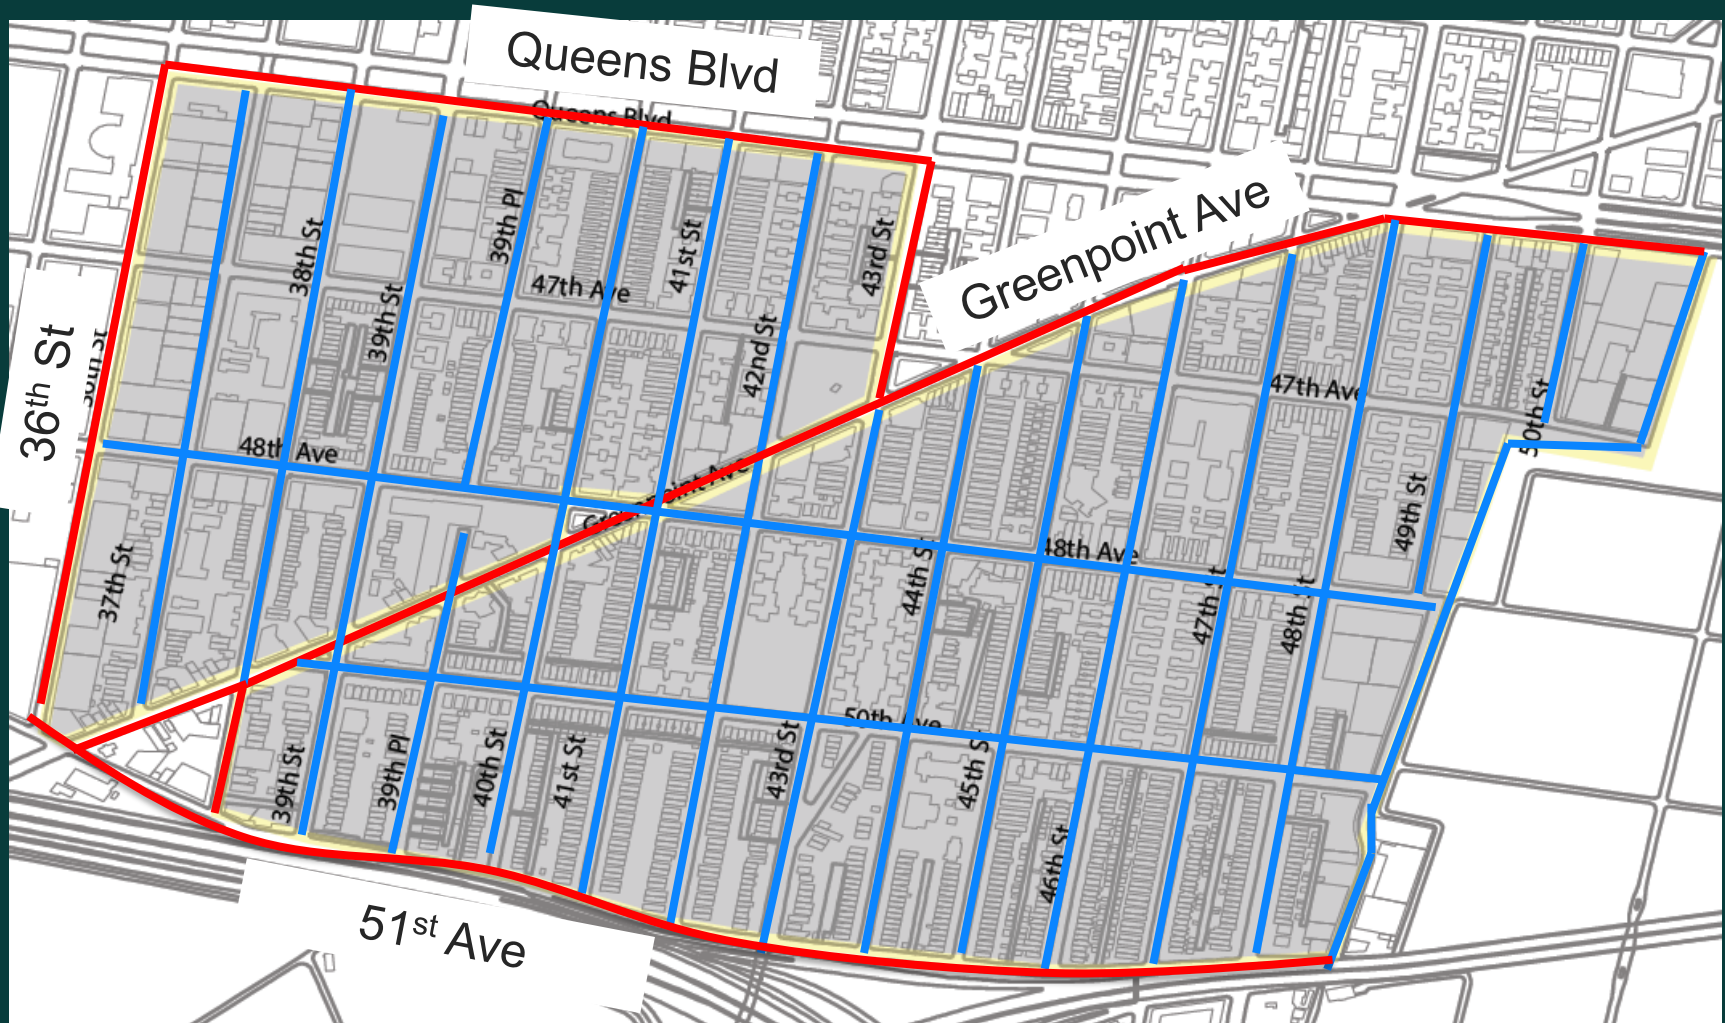 Queens Blvd
Queens Blvd
Greenpoint Ave
36th St
38th St
39th Pl
41st St
43rd St
47th Ave
39th St
42nd St
47th Ave
50th St
48th Ave
49th St
37th St
48th Ave
44th St
47th St
48th St
50th Ave
39th St
39th Pl
40th St
41st St
43rd St
45th St
46th St
51st Ave